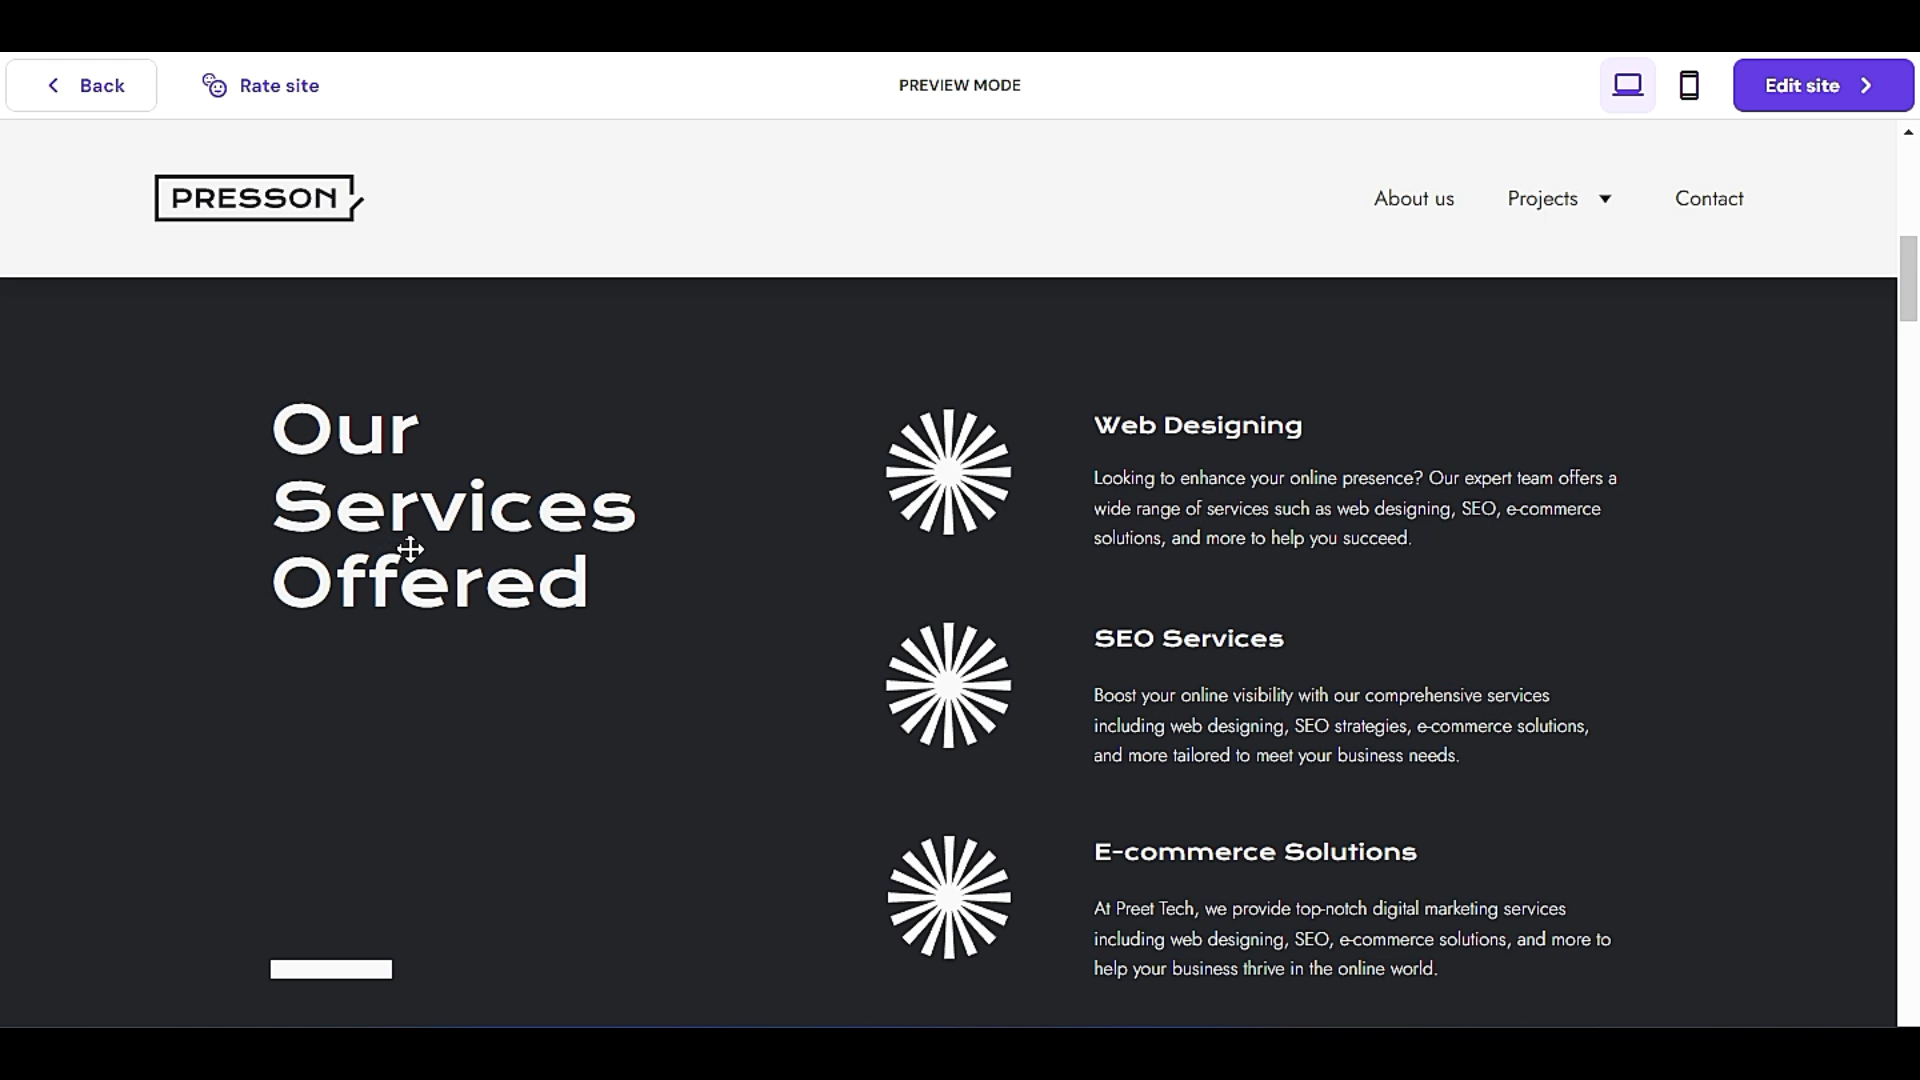 Back
Rate site
PREVIEW MODE
Edit site
PRESSON
About us
Projects
Contact
Our
Services
Offered
Web Designing
Looking to enhance your online presence? Our expert team offers a
wide range of services such as web designing, SEO, e-commerce
solutions, and more to help you succeed.
SEO Services
Boost your online visibility with our comprehensive services
including web designing, SEO strategies, e-commerce solutions,
and more tailored to meet your business needs.
E-commerce Solutions
At Preet Tech, we provide top-notch digital marketing services
including web designing, SEO, e-commerce solutions, and more to
help your business thrive in the online world.